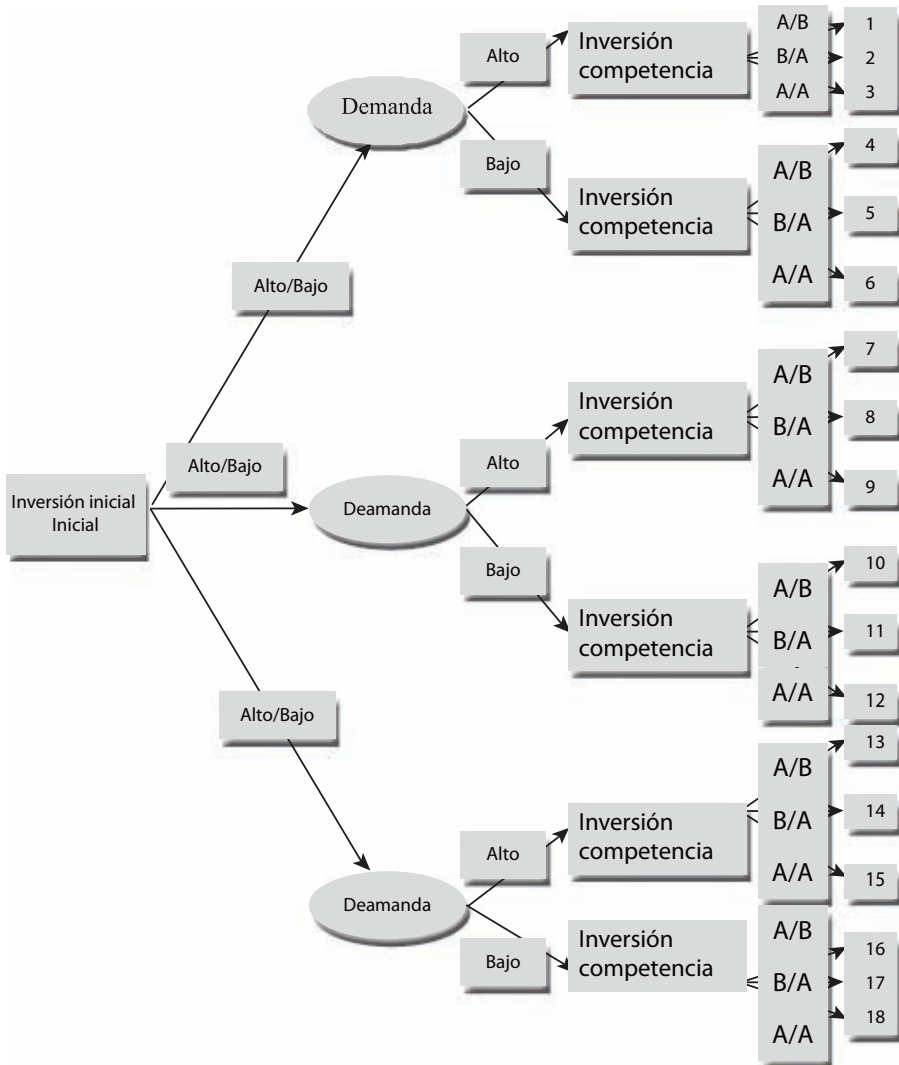 Inversión inicial
Inicial
Alto/Bajo
Demanda
Alto
Inversión
competencia
A/B
B/A
A/A
1
2
3
Bajo
Inversión
competencia
A/B
B/A
A/A
4
5
6
Alto/Bajo
Deamanda
Alto
Inversión
competencia
A/B
B/A
A/A
7
8
9
Bajo
Inversión
competencia
A/B
B/A
A/A
10
11
12
Alto/Bajo
Deamanda
Alto
Inversión
competencia
A/B
B/A
A/A
13
14
15
Bajo
Inversión
competencia
A/B
B/A
A/A
16
17
18